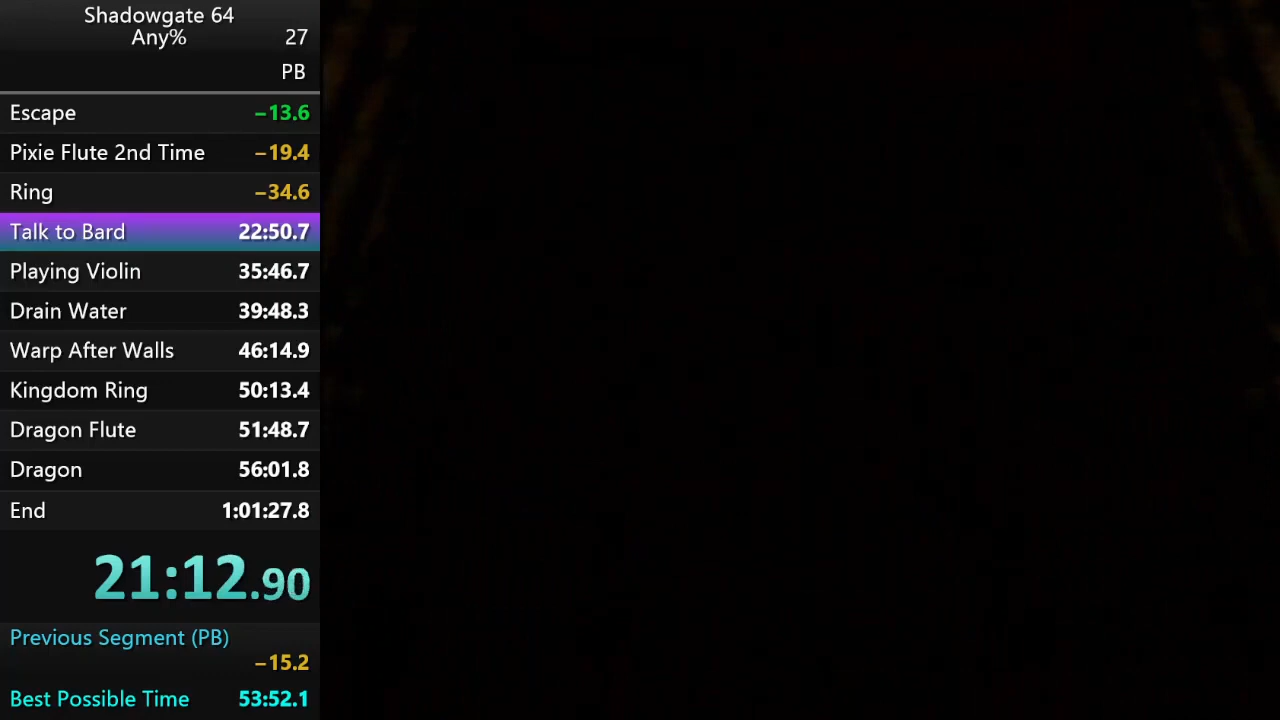 Shadowgate 64
Any% 27
PB
Escape −13.6
Pixie Flute 2nd Time −19.4
Ring −34.6
Talk to Bard 22:50.7
Playing Violin 35:46.7
Drain Water 39:48.3
Warp After Walls 46:14.9
Kingdom Ring 50:13.4
Dragon Flute 51:48.7
Dragon 56:01.8
End 1:01:27.8
21:12.90
Previous Segment (PB)
−15.2
Best Possible Time 53:52.1